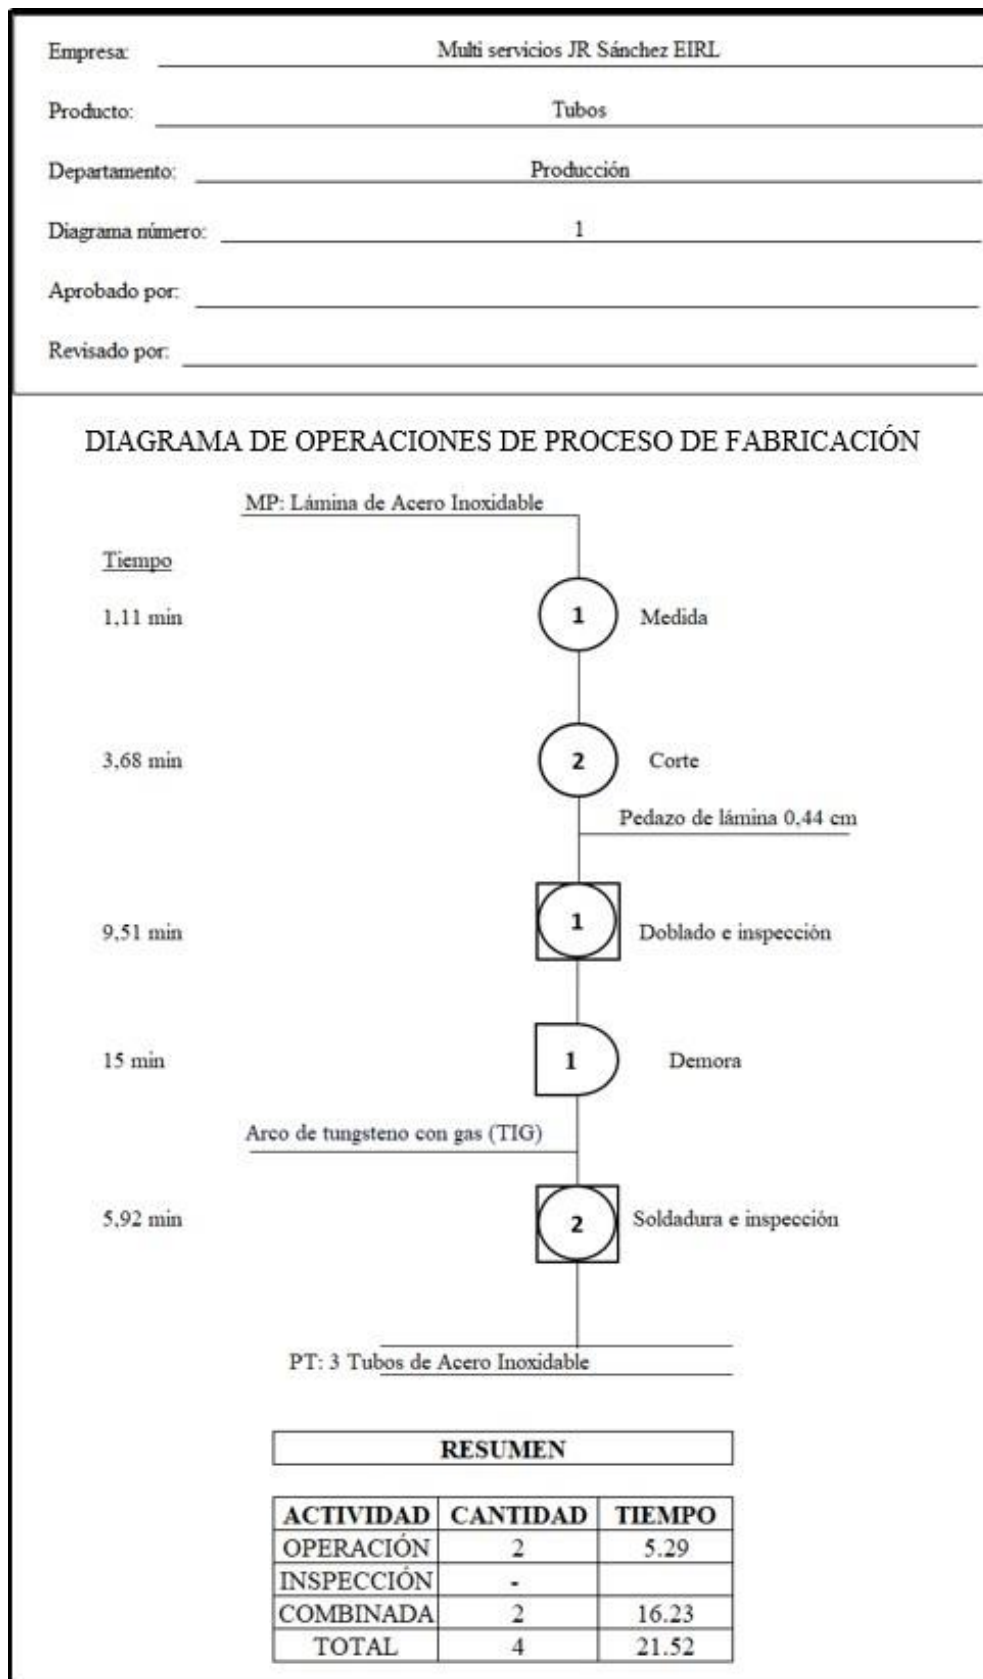 Empresa: Multi servicios JR Sánchez EIRL
Producto: Tubos
Departamento: Producción
Diagrama número: 1
Aprobado por:
Revisado por:
DIAGRAMA DE OPERACIONES DE PROCESO DE FABRICACIÓN
MP: Lámina de Acero Inoxidable
Tiempo
1,11 min 1 Medida
3,68 min 2 Corte
Pedazo de lámina 0,44 cm
9,51 min 1 Doblado e inspección
15 min 1 Demora
Arco de tungsteno con gas (TIG)
5,92 min 2 Soldadura e inspección
PT: 3 Tubos de Acero Inoxidable
RESUMEN
ACTIVIDAD CANTIDAD TIEMPO
OPERACIÓN 2 5.29
INSPECCIÓN -
COMBINADA 2 16.23
TOTAL 4 21.52